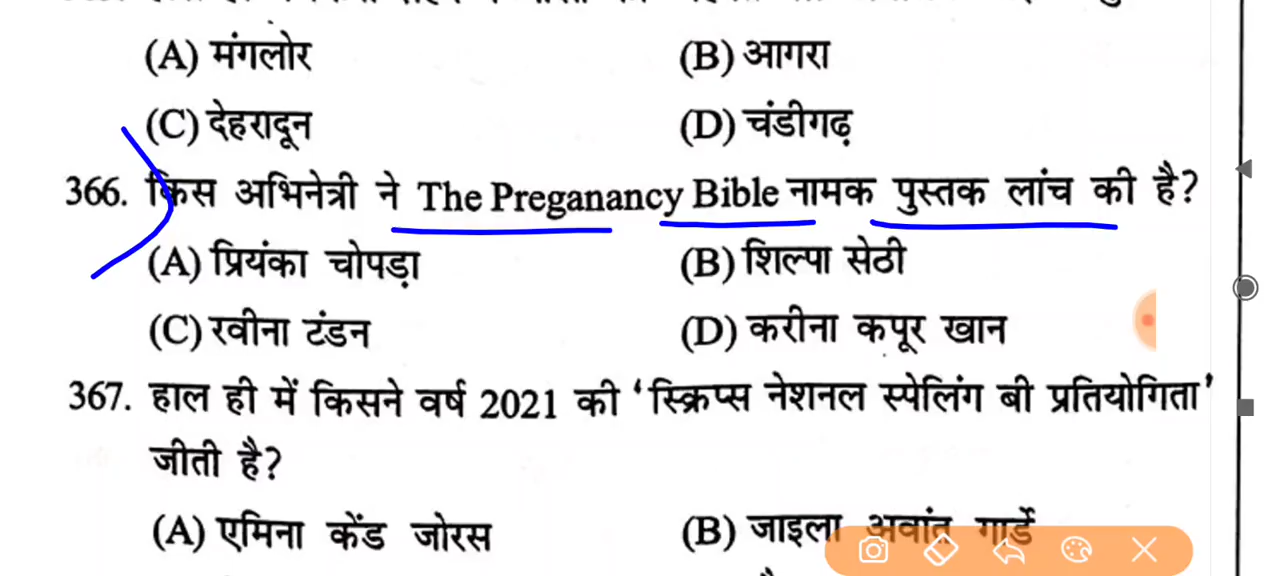 (A) मंगलोर (B) आगरा
(C) देहरादून (D) चंडीगढ़
366. किस अभिनेत्री ने The Preganancy Bible नामक पुस्तक लांच की है?
(A) प्रियंका चोपड़ा (B) शिल्पा सेठी
(C) रवीना टंडन (D) करीना कपूर खान
367. हाल ही में किसने वर्ष 2021 की ‘स्क्रिप्स नेशनल स्पेलिंग बी प्रतियोगिता’
जीती है?
(A) एमिना केंड जोरस (B) जाइला अवांत गार्डे